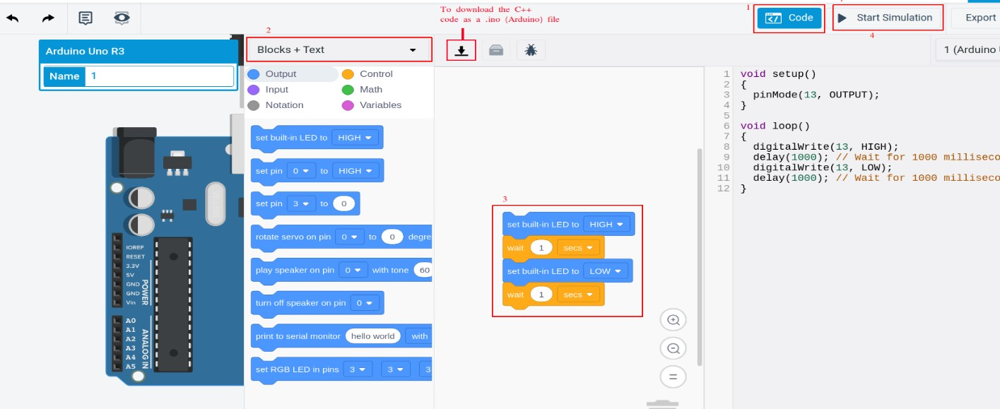 To download the C++
code as a .ino (Arduino) file
1
Code
Start Simulation
4
Export
2
Blocks + Text
1 (Arduino
Arduino Uno R3
Name 1
Output
Control
Input
Math
Notation
Variables
set built-in LED to HIGH
set pin 0 to HIGH
set pin 3 to 0
rotate servo on pin 0 to 0 degre
play speaker on pin 0 with tone 60
turn off speaker on pin 0
print to serial monitor hello world with
set RGB LED in pins 3 3 3
IOREF
RESET
3.3V
5V
GND
GND
Vin
POWER
A0
A1
A2
A3
A4
A5
ANALOG IN
3
set built-in LED to HIGH
wait 1 secs
set built-in LED to LOW
wait 1 secs
1 void setup()
2 {
3 pinMode(13, OUTPUT);
4 }
5
6 void loop()
7 {
8 digitalWrite(13, HIGH);
9 delay(1000); // Wait for 1000 milliseco
10 digitalWrite(13, LOW);
11 delay(1000); // Wait for 1000 milliseco
12 }